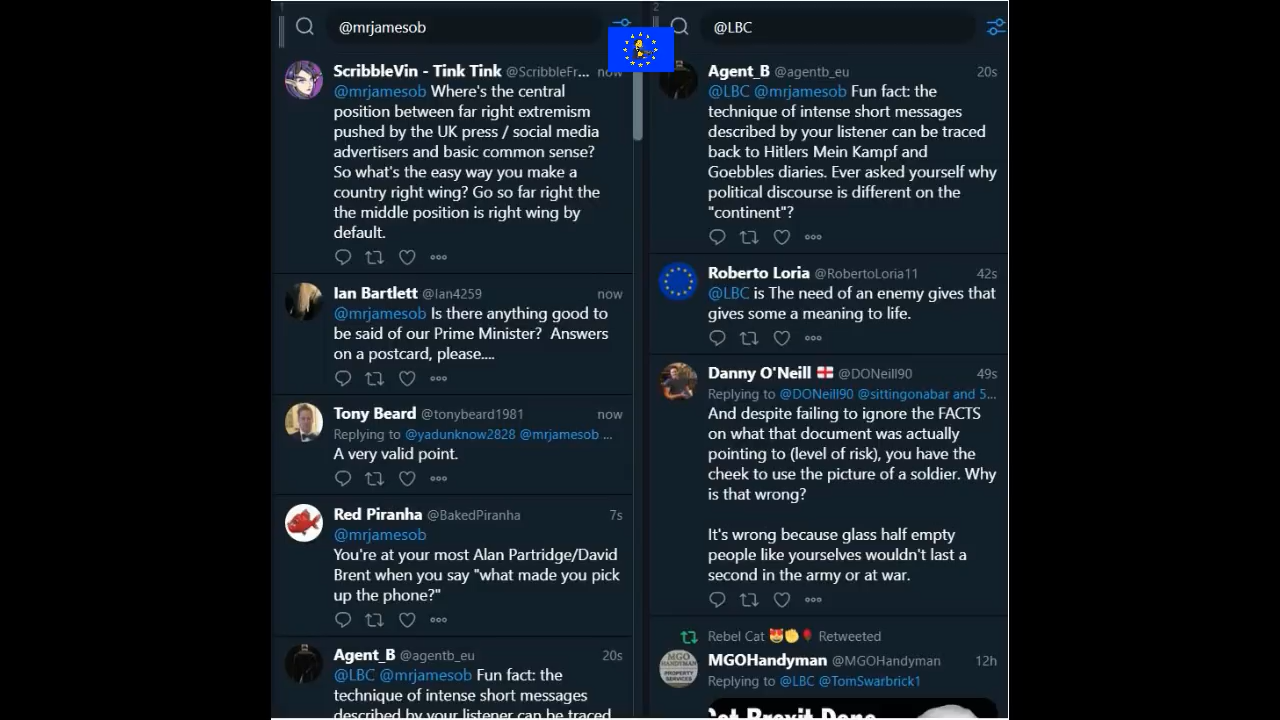 1
@mrjamesob
ScribbleVin - Tink Tink @ScribbleFr... now
@mrjamesob Where's the central
position between far right extremism
pushed by the UK press / social media
advertisers and basic common sense?
So what's the easy way you make a
country right wing? Go so far right the
the middle position is right wing by
default.
Ian Bartlett @Ian4259 now
@mrjamesob Is there anything good to
be said of our Prime Minister? Answers
on a postcard, please....
Tony Beard @tonybeard1981 now
Replying to @yadunknow2828 @mrjamesob ...
A very valid point.
Red Piranha @BakedPiranha 7s
@mrjamesob
You're at your most Alan Partridge/David
Brent when you say "what made you pick
up the phone?"
Agent_B @agentb_eu 20s
@LBC @mrjamesob Fun fact: the
technique of intense short messages
described by your listener can be traced
2
@LBC
Agent_B @agentb_eu 20s
@LBC @mrjamesob Fun fact: the
technique of intense short messages
described by your listener can be traced
back to Hitlers Mein Kampf and
Goebbles diaries. Ever asked yourself why
political discourse is different on the
"continent"?
Roberto Loria @RobertoLoria11 42s
@LBC is The need of an enemy gives that
gives some a meaning to life.
Danny O'Neill @DONeill90 49s
Replying to @DONeill90 @sittingonabar and 5...
And despite failing to ignore the FACTS
on what that document was actually
pointing to (level of risk), you have the
cheek to use the picture of a soldier. Why
is that wrong?
It's wrong because glass half empty
people like yourselves wouldn't last a
second in the army or at war.
Rebel Cat Retweeted
MGOHandyman @MGOHandyman 12h
MGO
HANDYMAN
PROPERTY
SERVICES
Replying to @LBC @TomSwarbrick1
Get Brexit Done